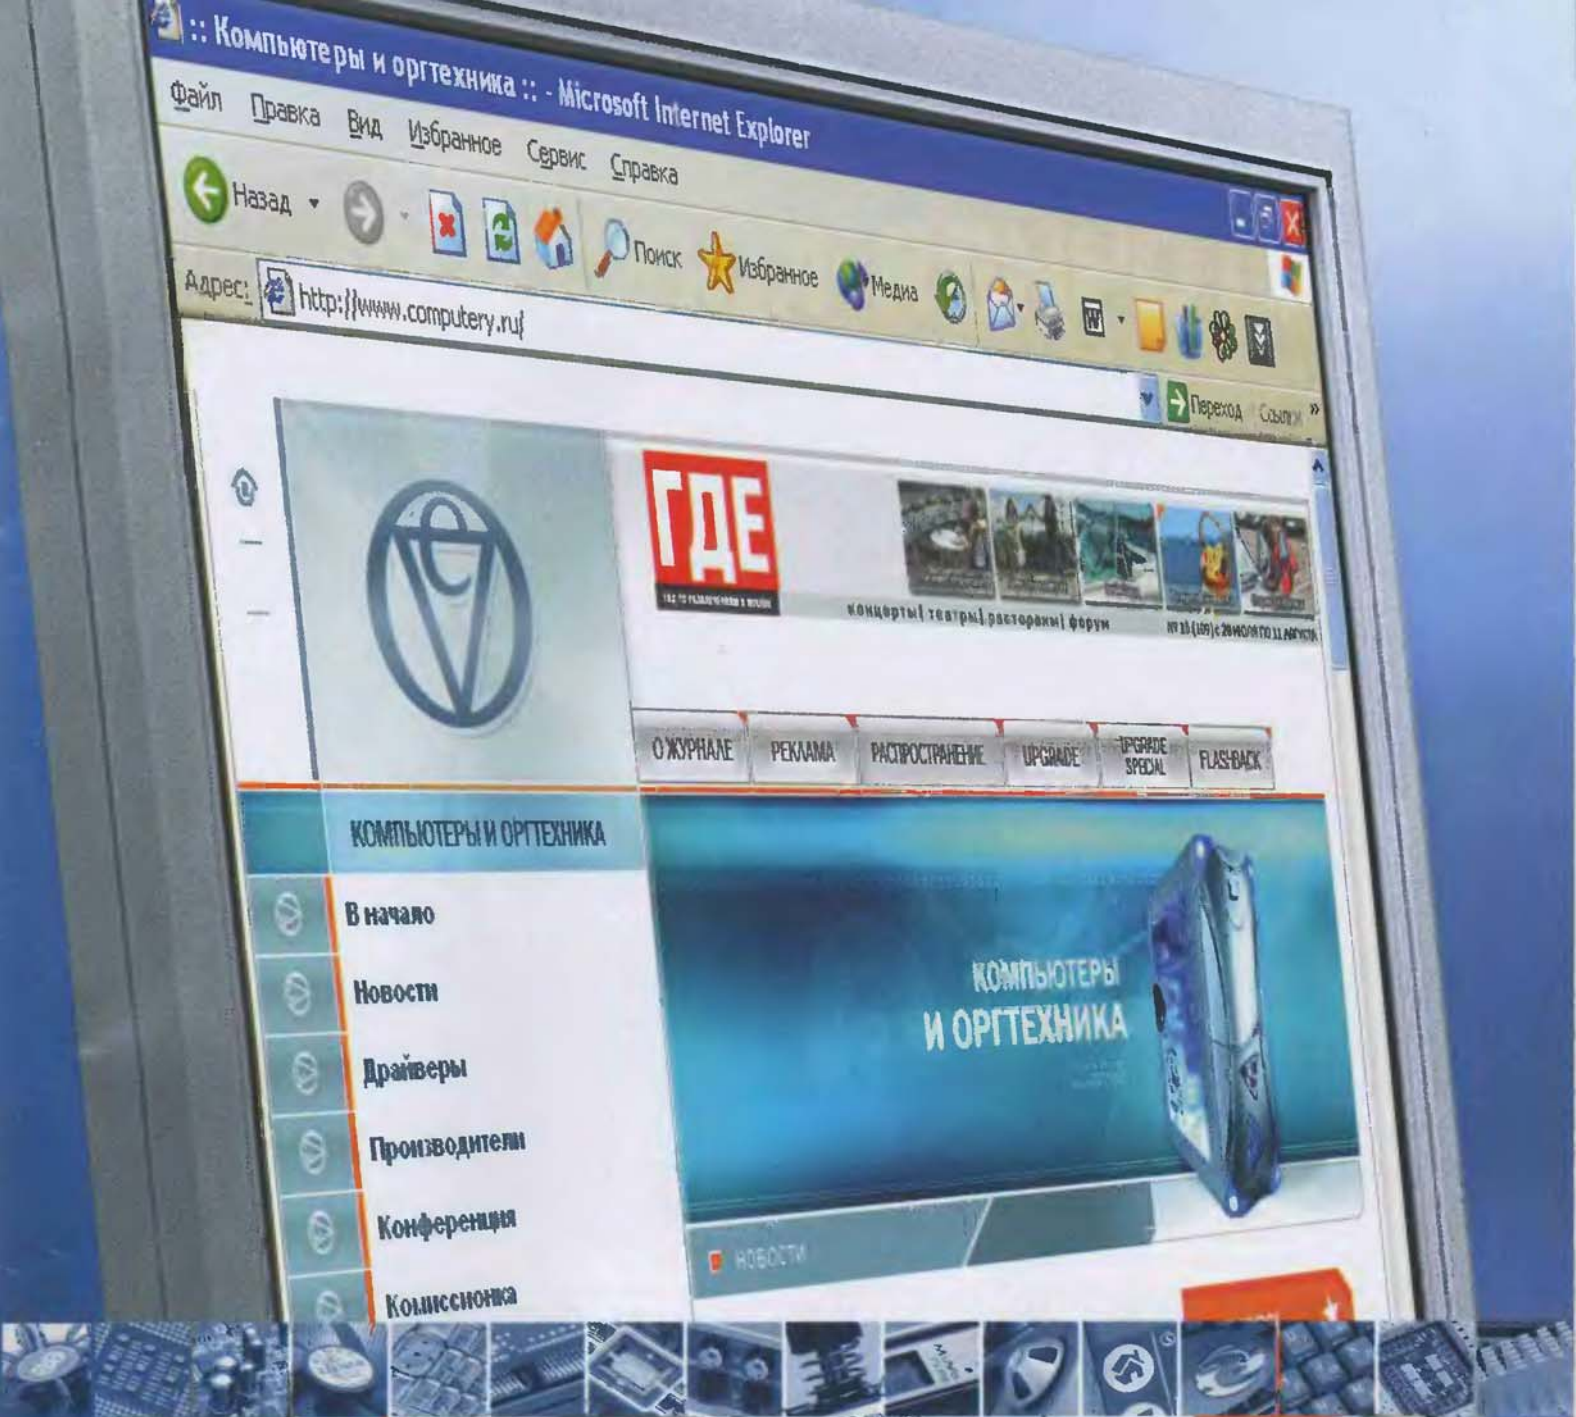 :: Компьютеры и оргтехника :: - Microsoft Internet Explorer
Файл Правка Вид Избранное Сервис Справка
Назад Поиск Избранное Медиа
Адрес: http://www.computery.ru/
Переход Ссылки »
ГДЕ
концерты| театры| рестораны| форум
О ЖУРНАЛЕ РЕКЛАМА РАСПРОСТРАНЕНИЕ UPGRADE UPGRADE SPECIAL FLASHBACK
КОМПЬЮТЕРЫ И ОРГТЕХНИКА
В начало
Новости
Драйверы
Производители
Конференция
Комиссионка
КОМПЬЮТЕРЫ
И ОРГТЕХНИКА
НОВОСТИ